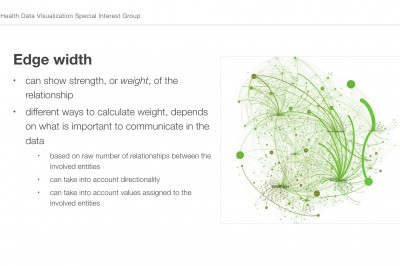 Health Data Visualization Special Interest Group
Edge width
• can show strength, or weight, of the
relationship
• different ways to calculate weight, depends
on what is important to communicate in the
data
• based on raw number of relationships between the
involved entities
• can take into account directionality
• can take into account values assigned to the
involved entities